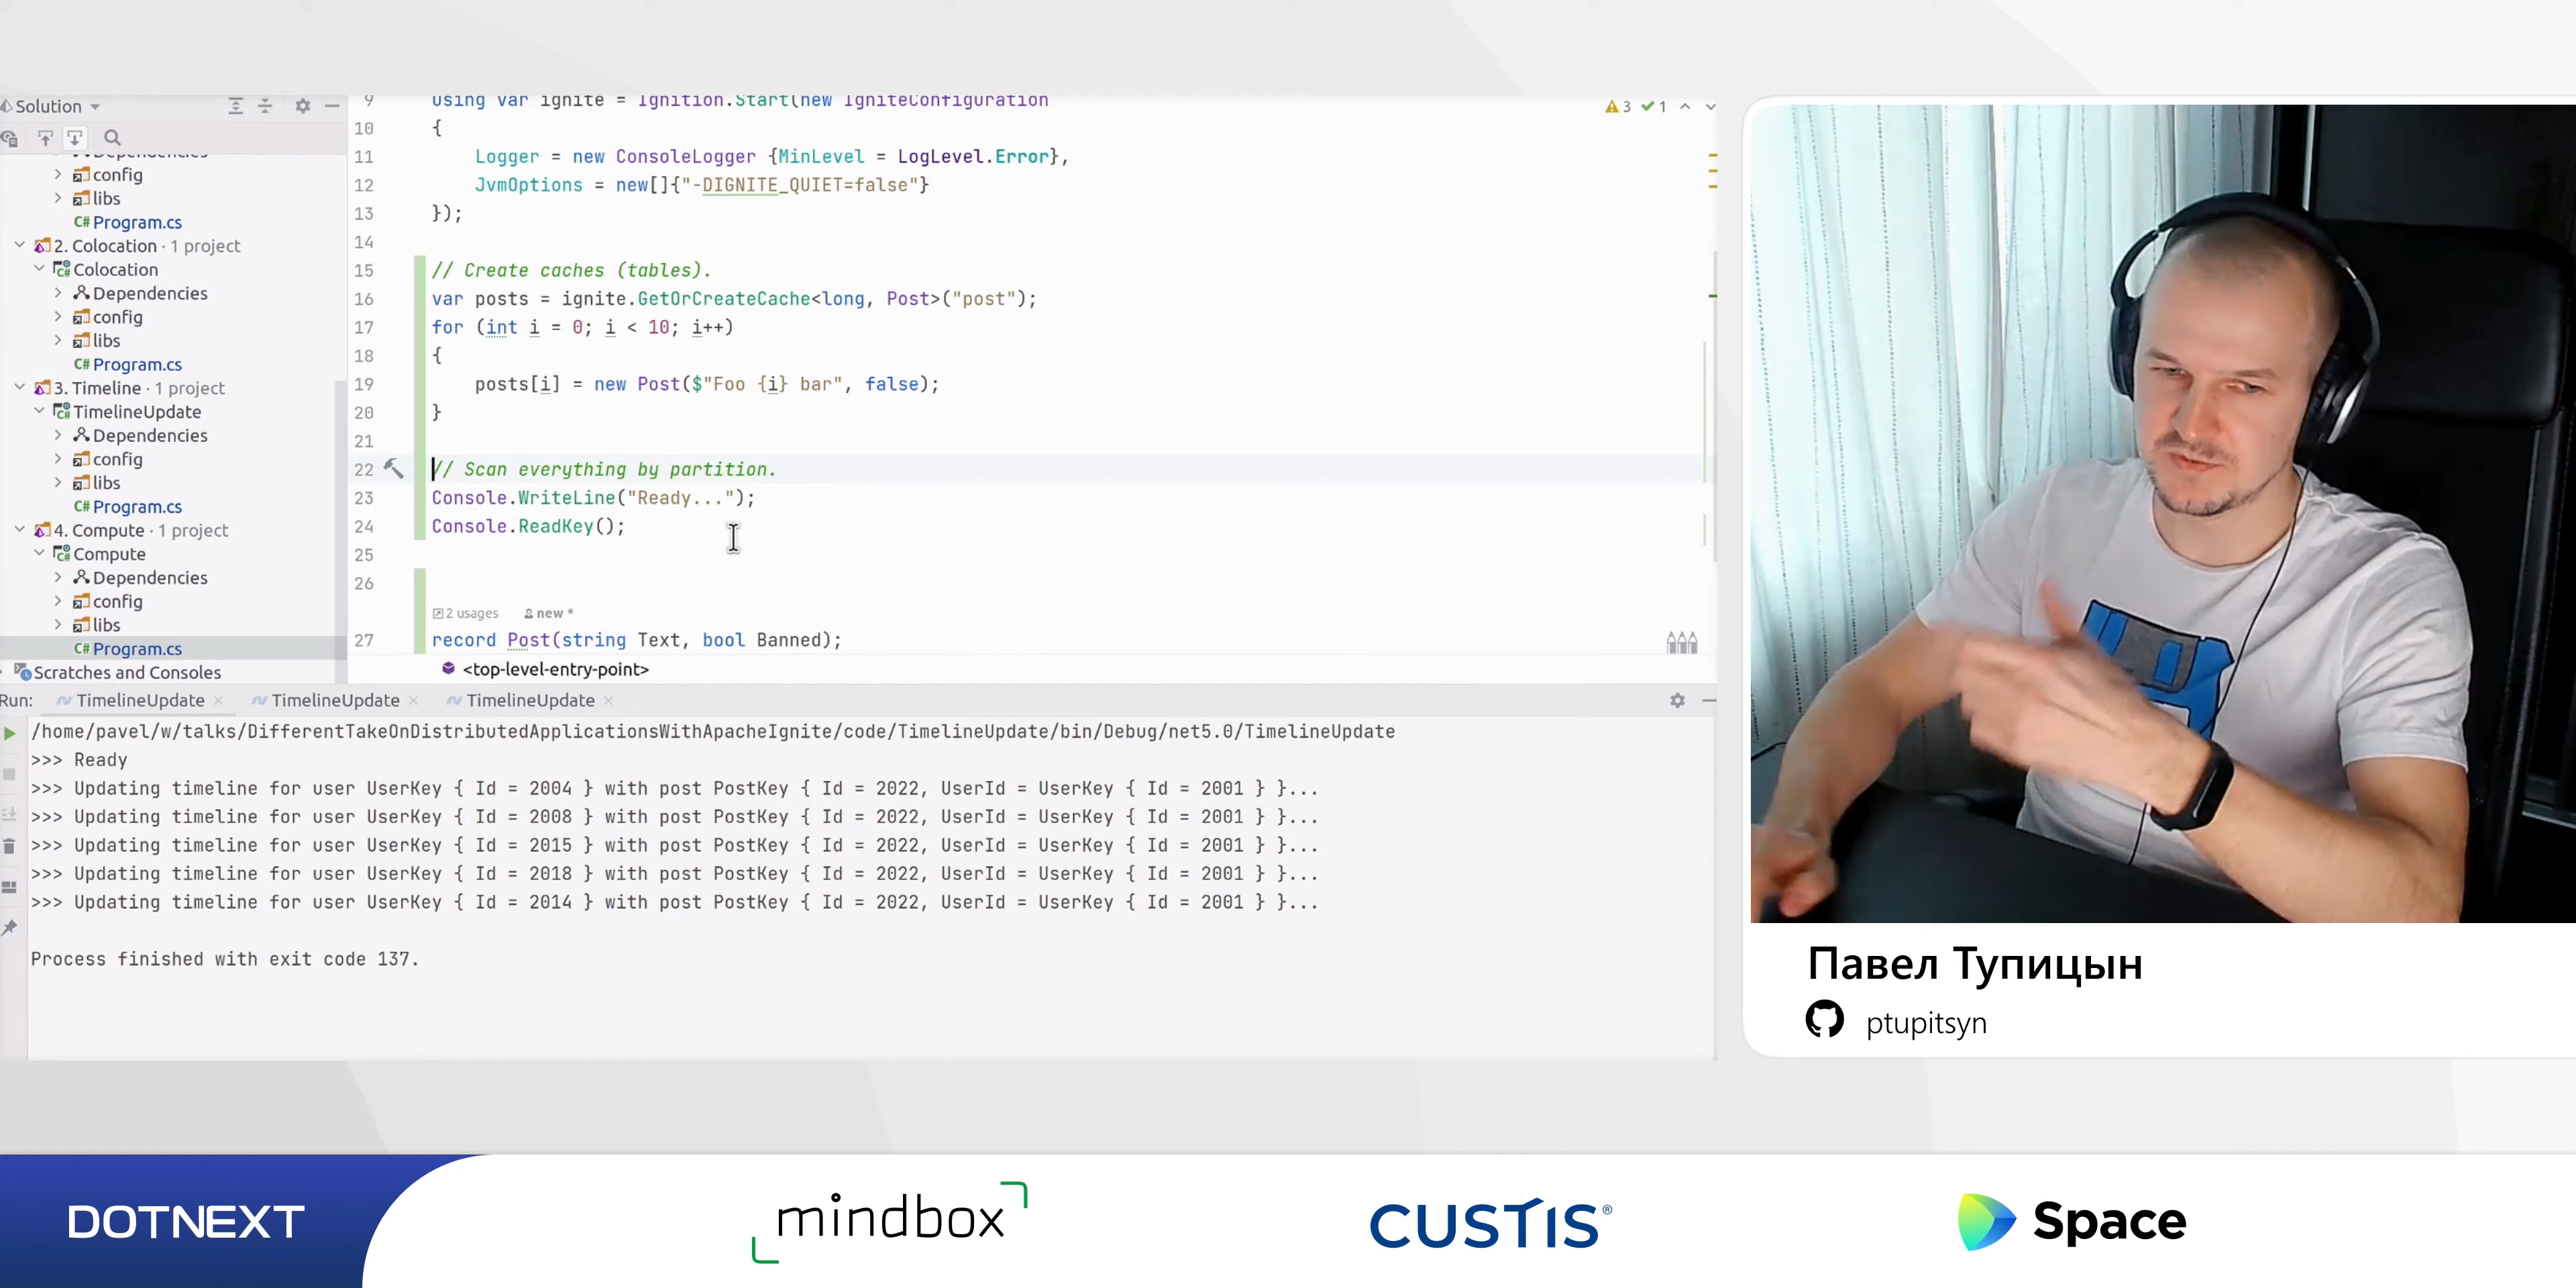 Solution
Dependencies
config
libs
C# Program.cs
2. Colocation · 1 project
Colocation
Dependencies
config
libs
C# Program.cs
3. Timeline · 1 project
TimelineUpdate
Dependencies
config
libs
C# Program.cs
4. Compute · 1 project
Compute
Dependencies
config
libs
C# Program.cs
Scratches and Consoles
9 using var ignite = Ignition.Start(new IgniteConfiguration
3 1
10 {
11 Logger = new ConsoleLogger {MinLevel = LogLevel.Error},
12 JvmOptions = new[]{"-DIGNITE_QUIET=false"}
13 });
14
15 // Create caches (tables).
16 var posts = ignite.GetOrCreateCache<long, Post>("post");
17 for (int i = 0; i < 10; i++)
18 {
19 posts[i] = new Post($"Foo {i} bar", false);
20 }
21
22 // Scan everything by partition.
23 Console.WriteLine("Ready...");
24 Console.ReadKey();
25
26
2 usages new *
27 record Post(string Text, bool Banned);
<top-level-entry-point>
Run: TimelineUpdate × TimelineUpdate × TimelineUpdate ×
/home/pavel/w/talks/DifferentTakeOnDistributedApplicationsWithApacheIgnite/code/TimelineUpdate/bin/Debug/net5.0/TimelineUpdate
>>> Ready
>>> Updating timeline for user UserKey { Id = 2004 } with post PostKey { Id = 2022, UserId = UserKey { Id = 2001 } }...
>>> Updating timeline for user UserKey { Id = 2008 } with post PostKey { Id = 2022, UserId = UserKey { Id = 2001 } }...
>>> Updating timeline for user UserKey { Id = 2015 } with post PostKey { Id = 2022, UserId = UserKey { Id = 2001 } }...
>>> Updating timeline for user UserKey { Id = 2018 } with post PostKey { Id = 2022, UserId = UserKey { Id = 2001 } }...
>>> Updating timeline for user UserKey { Id = 2014 } with post PostKey { Id = 2022, UserId = UserKey { Id = 2001 } }...
Process finished with exit code 137.
Павел Тупицын
ptupitsyn
DOTNEXT
mindbox
CUSTIS®
Space